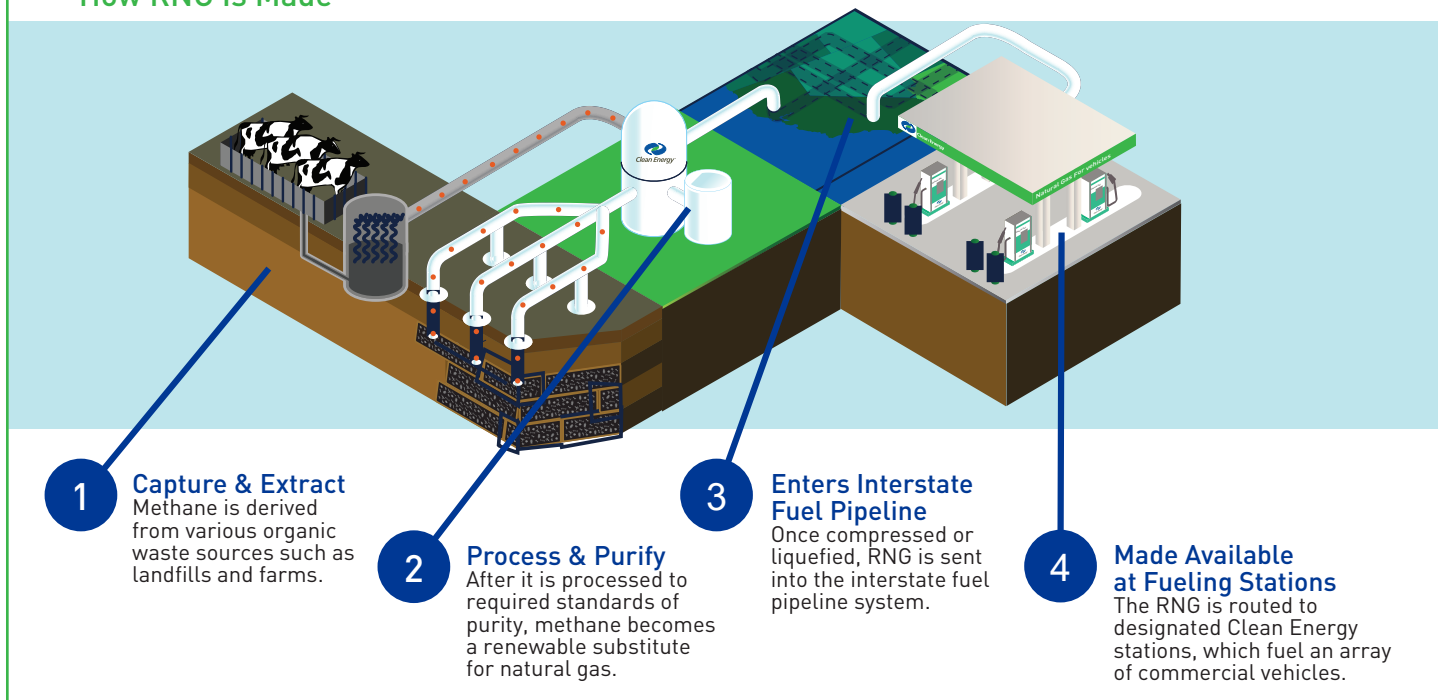 How RNG Is Made
Clean Energy
CleanEnergy
Natural Gas For vehicles
1
Capture & Extract
Methane is derived
from various organic
waste sources such as
landfills and farms.
2
Process & Purify
After it is processed to
required standards of
purity, methane becomes
a renewable substitute
for natural gas.
3
Enters Interstate
Fuel Pipeline
Once compressed or
liquefied, RNG is sent
into the interstate fuel
pipeline system.
4
Made Available
at Fueling Stations
The RNG is routed to
designated Clean Energy
stations, which fuel an array
of commercial vehicles.